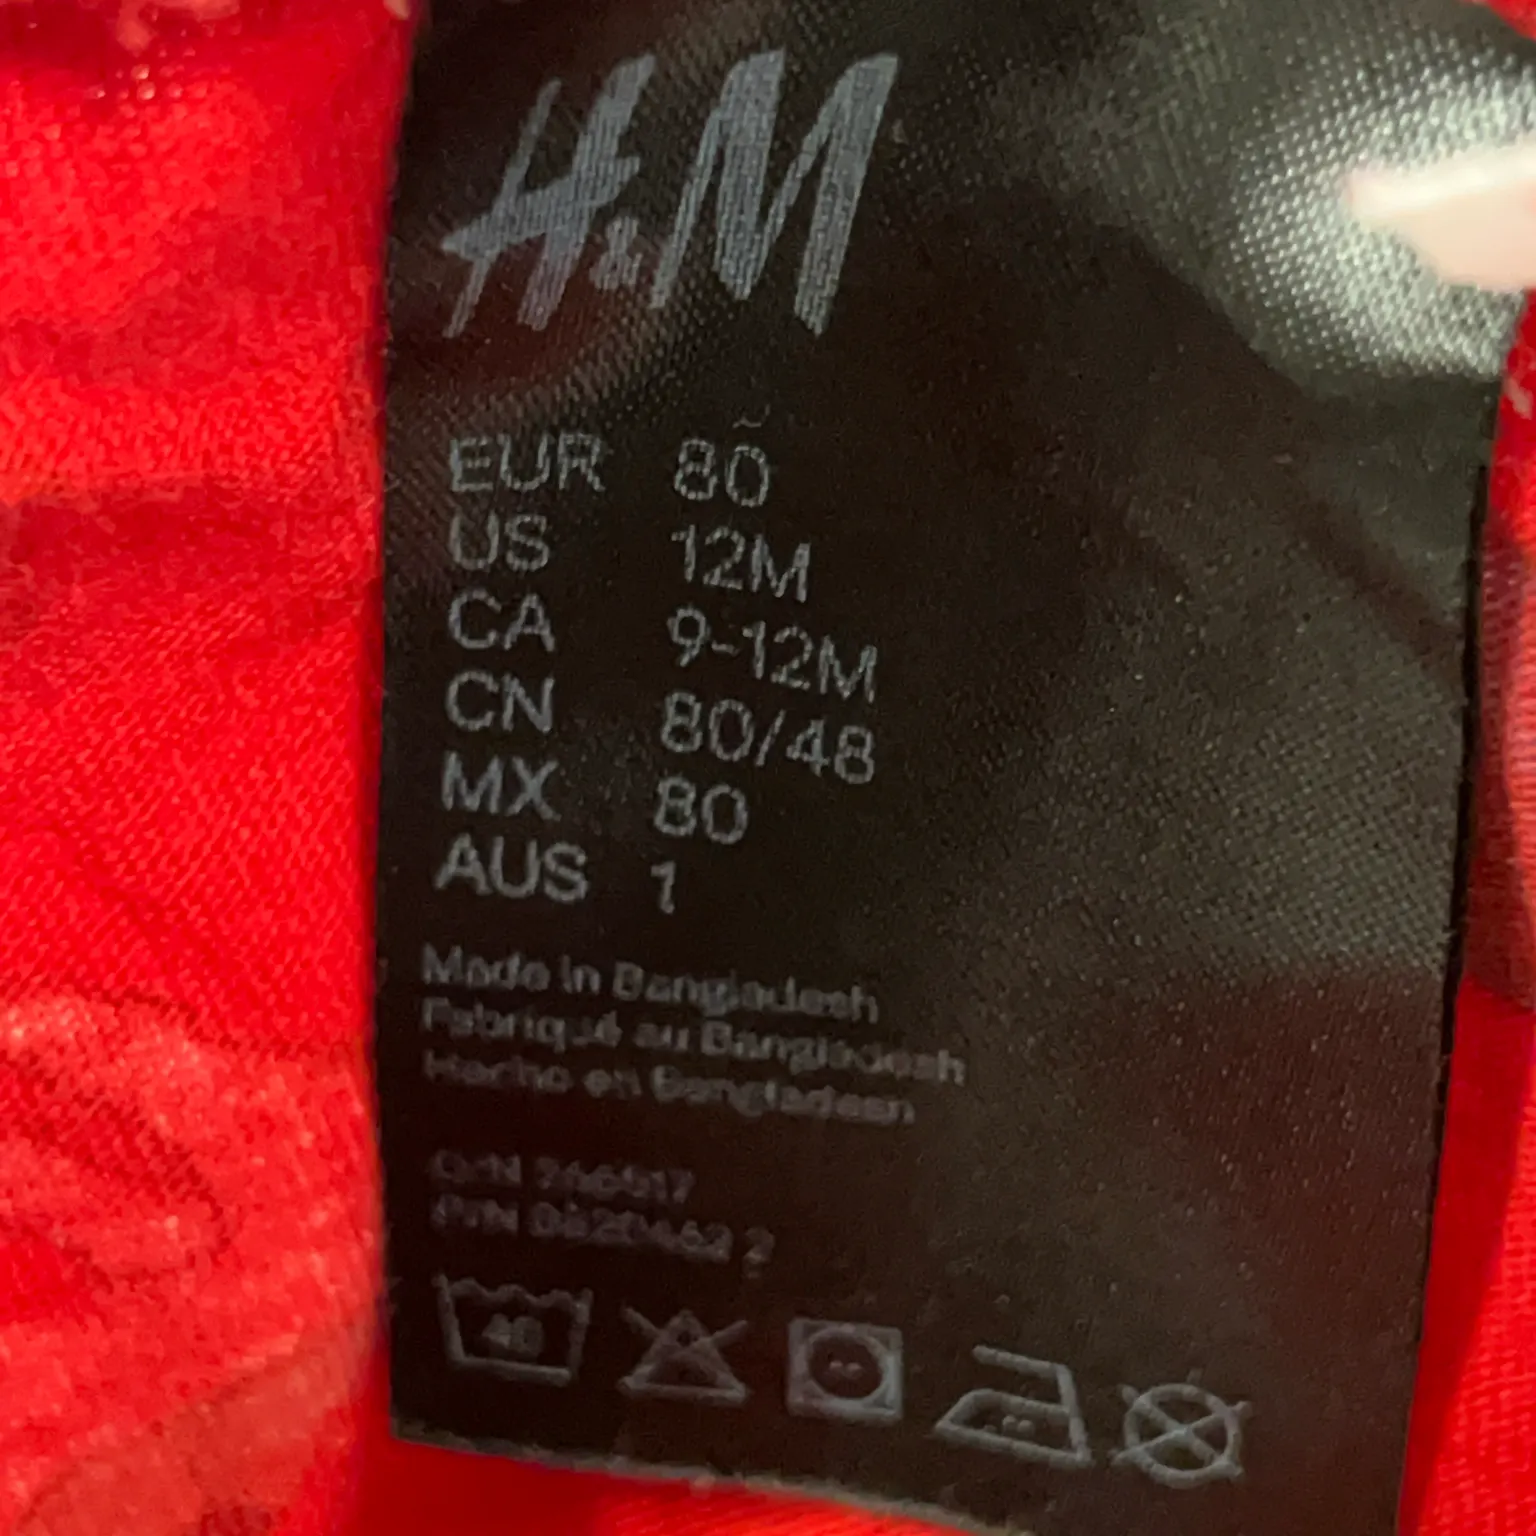 H&M
EUR 80
US 12M
CA 9-12M
CN 80/48
MX 80
AUS 1
Made in Bangladesh
Fabriqué au Bangladesh
Hecho en Bangladesh
O/N
P/N
40